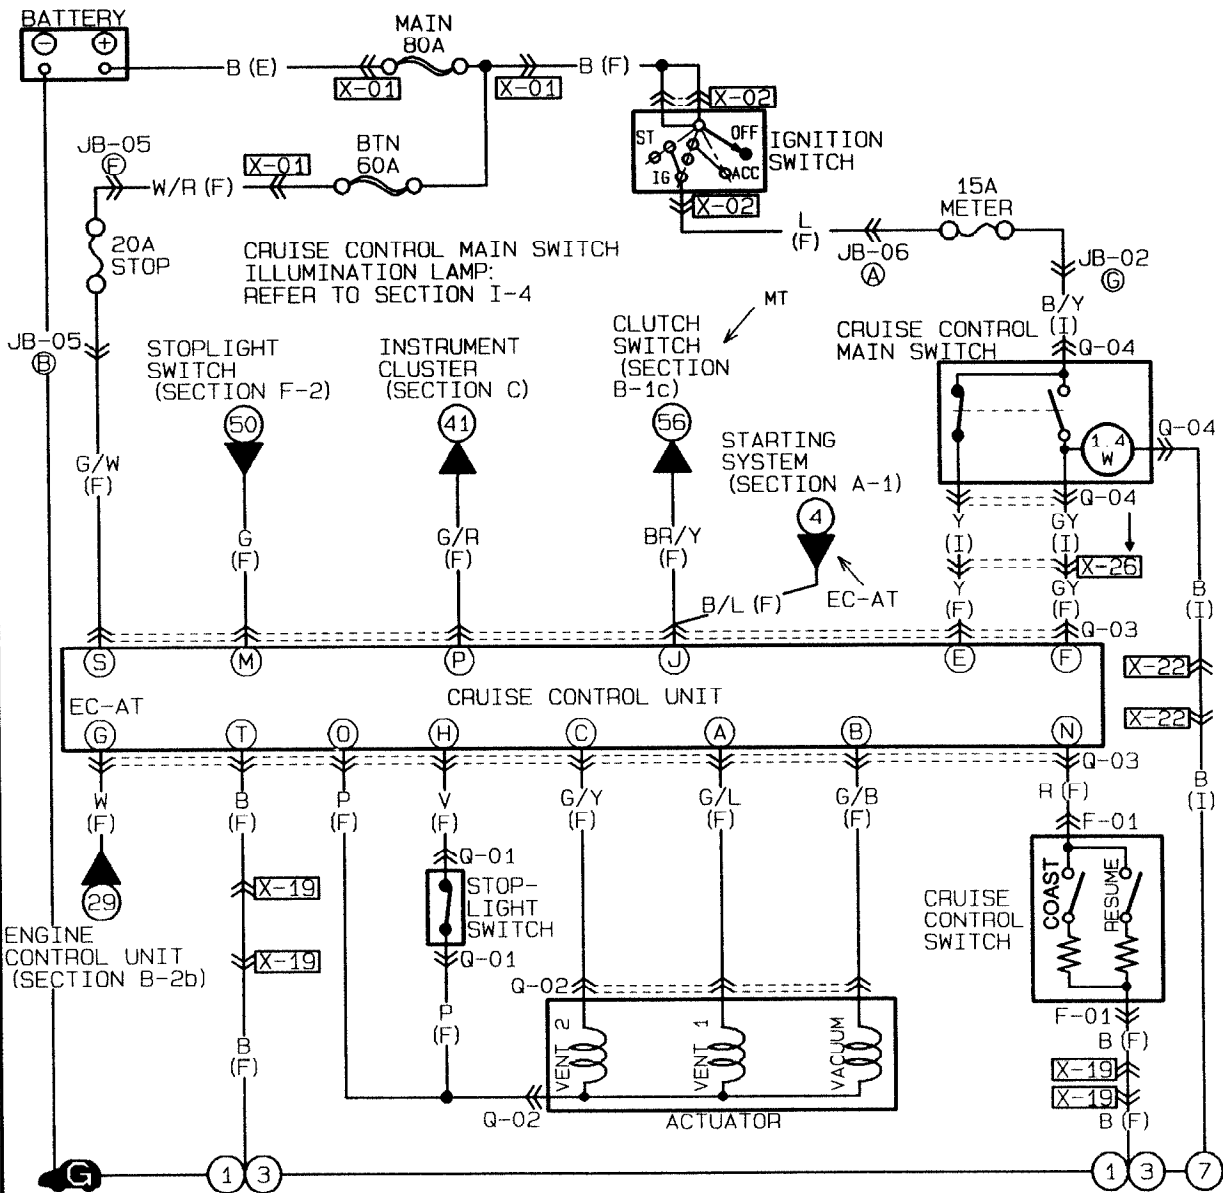 BATTERY
MAIN
80A
B (E)
X-01
X-01
B (F)
X-02
ST
OFF
IG
ACC
IGNITION
SWITCH
X-02
JB-05
F
W/R (F)
X-01
BTN
60A
20A
STOP
CRUISE CONTROL MAIN SWITCH
ILLUMINATION LAMP:
REFER TO SECTION I-4
L
(F)
JB-06
A
15A
METER
JB-02
G
B/Y
(I)
MT
JB-05
B
STOPLIGHT
SWITCH
(SECTION F-2)
50
INSTRUMENT
CLUSTER
(SECTION C)
41
CLUTCH
SWITCH
(SECTION
B-1c)
56
CRUISE CONTROL
MAIN SWITCH
Q-04
1.4
W
Q-04
STARTING
SYSTEM
(SECTION A-1)
4
G/W
(F)
G
(F)
G/R
(F)
BR/Y
(F)
B/L (F)
EC-AT
Q-04
Y
(I)
GY
(I)
X-26
Y
(F)
GY
(F)
B
(I)
Q-03
S
M
P
J
E
F
X-22
EC-AT
CRUISE CONTROL UNIT
X-22
G
T
O
H
C
A
B
N
Q-03
W
(F)
B
(F)
P
(F)
V
(F)
G/Y
(F)
G/L
(F)
G/B
(F)
R (F)
B
(I)
F-01
29
ENGINE
CONTROL UNIT
(SECTION B-2b)
X-19
X-19
Q-01
STOP-
LIGHT
SWITCH
Q-01
CRUISE
CONTROL
SWITCH
COAST
RESUME
P
(F)
Q-02
F-01
B (F)
B
(F)
VENT 2
VENT 1
VACUUM
X-19
X-19
Q-02
ACTUATOR
B (F)
G
1
3
1
3
7